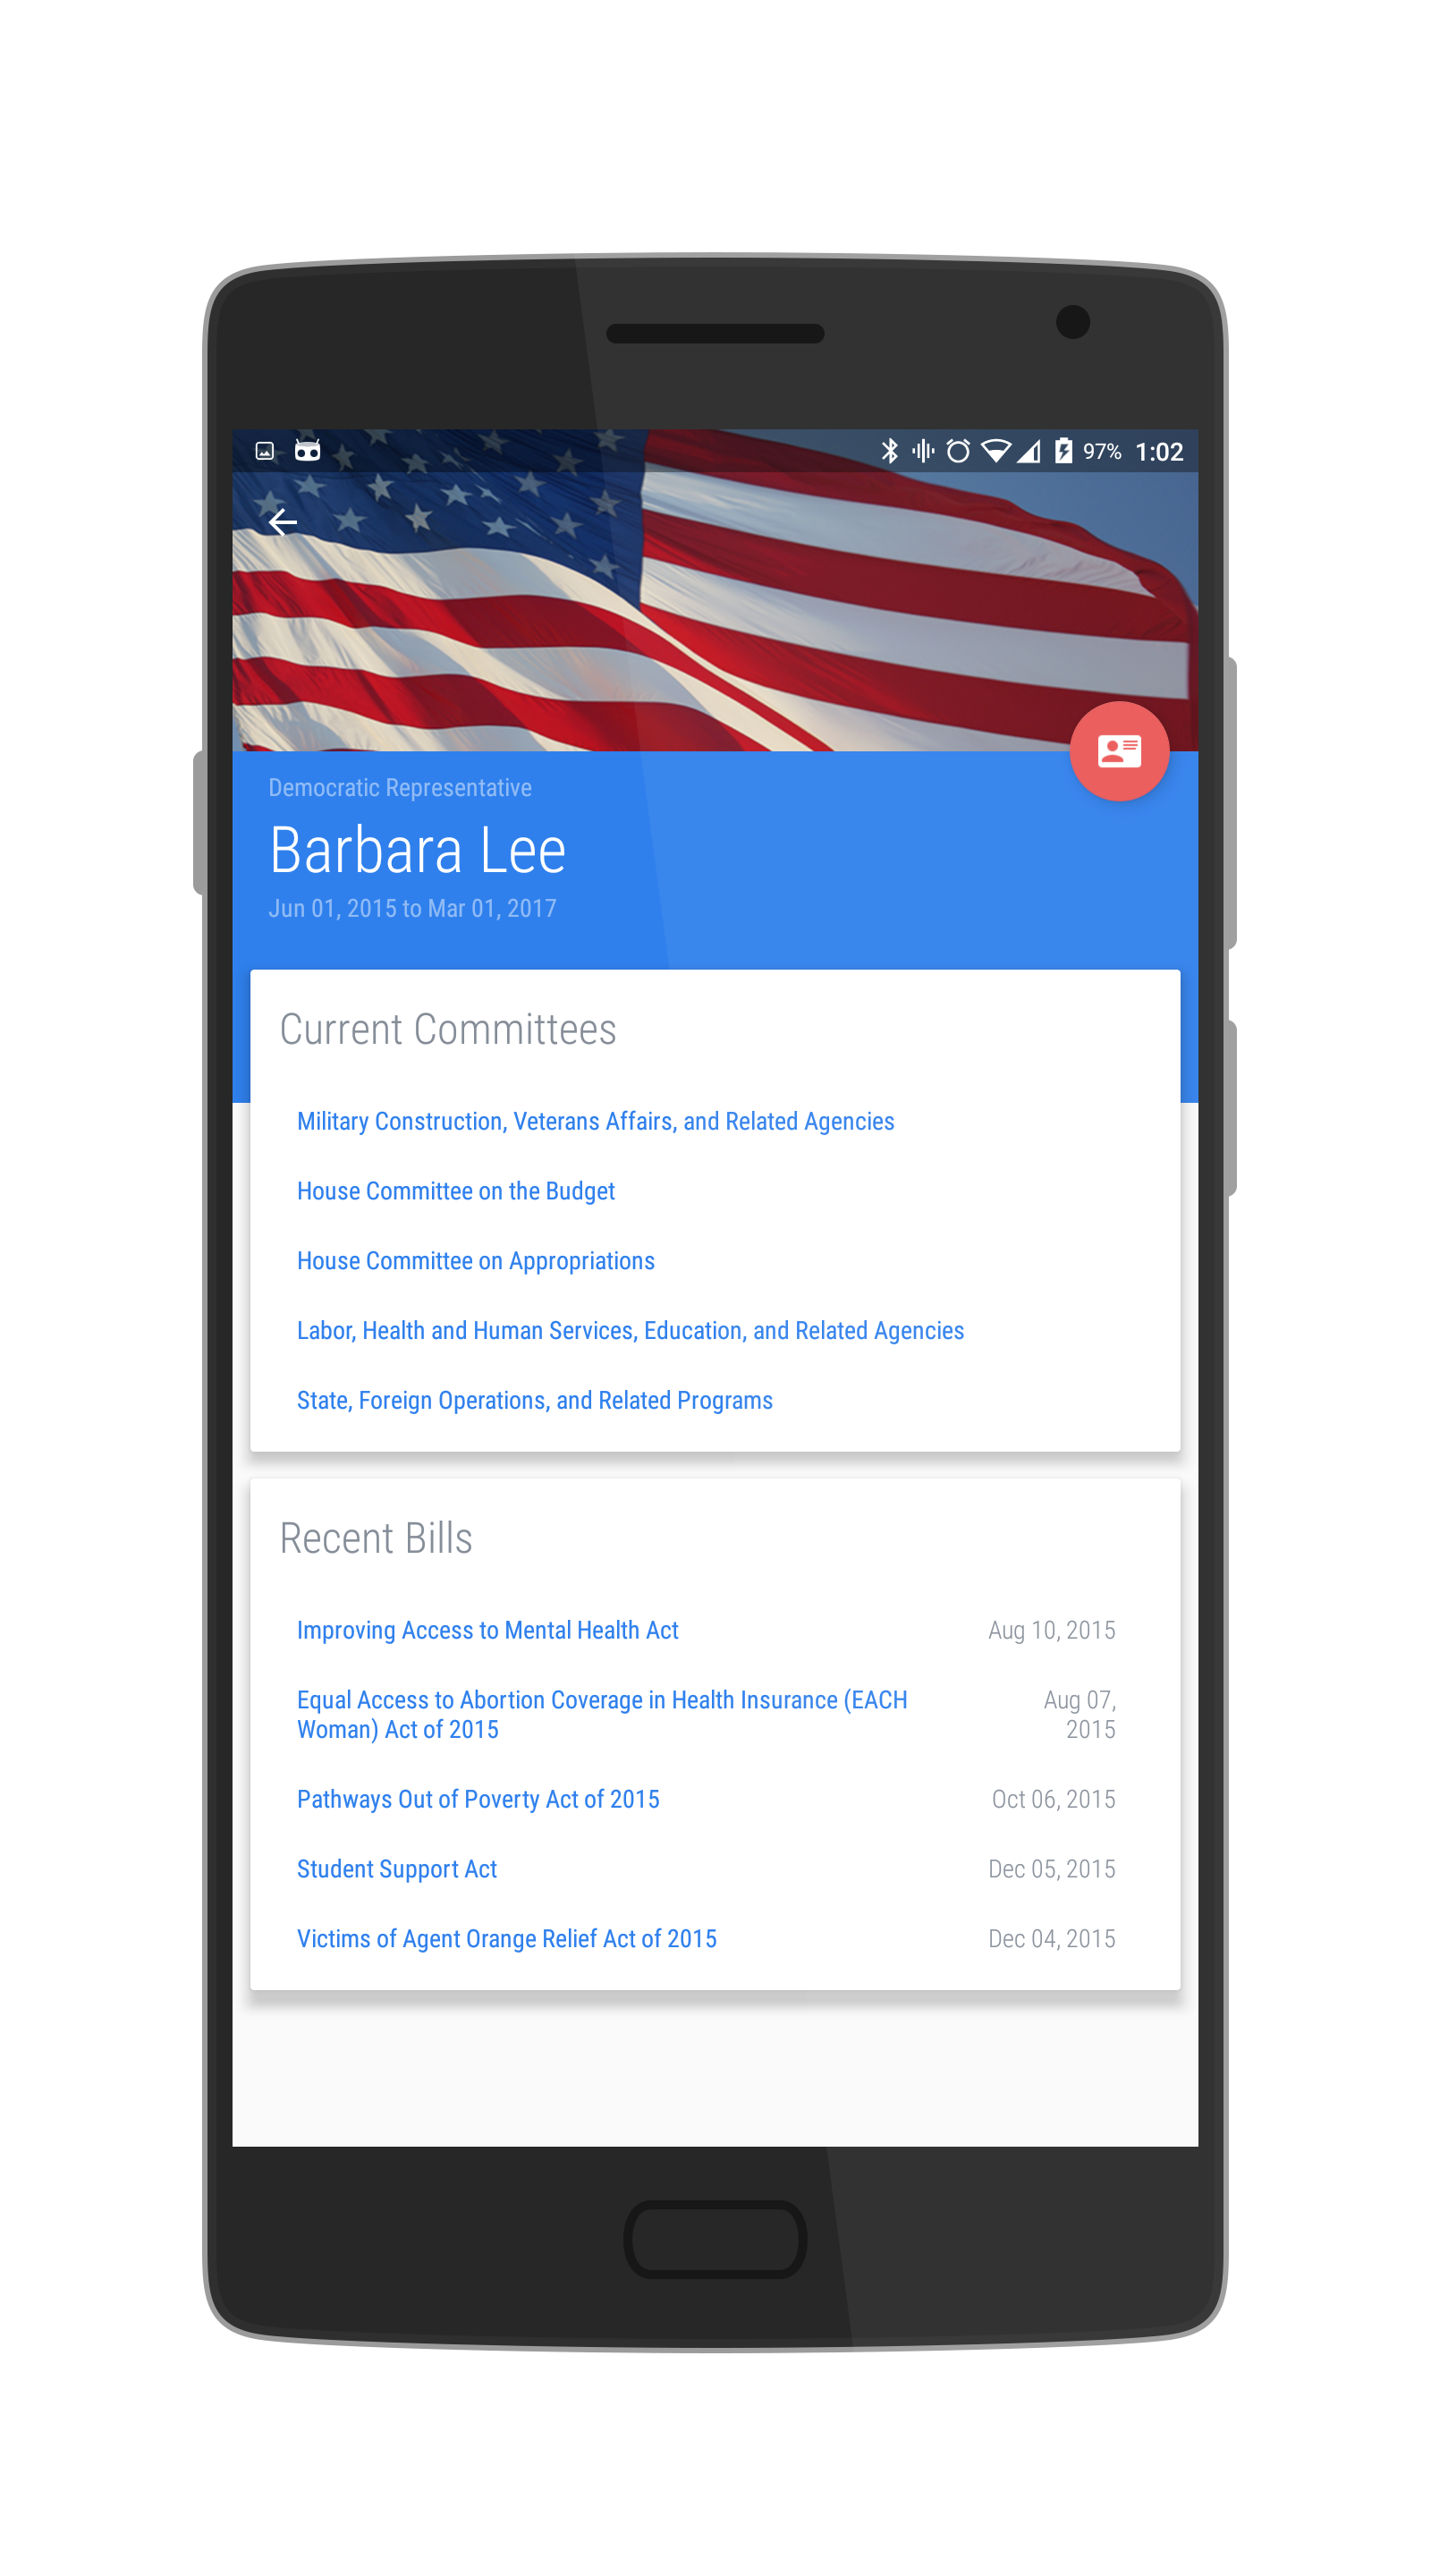 97% 1:02
Democratic Representative
Barbara Lee
Jun 01, 2015 to Mar 01, 2017
Current Committees
Military Construction, Veterans Affairs, and Related Agencies
House Committee on the Budget
House Committee on Appropriations
Labor, Health and Human Services, Education, and Related Agencies
State, Foreign Operations, and Related Programs
Recent Bills
Improving Access to Mental Health Act Aug 10, 2015
Equal Access to Abortion Coverage in Health Insurance (EACH Aug 07,
Woman) Act of 2015 2015
Pathways Out of Poverty Act of 2015 Oct 06, 2015
Student Support Act Dec 05, 2015
Victims of Agent Orange Relief Act of 2015 Dec 04, 2015